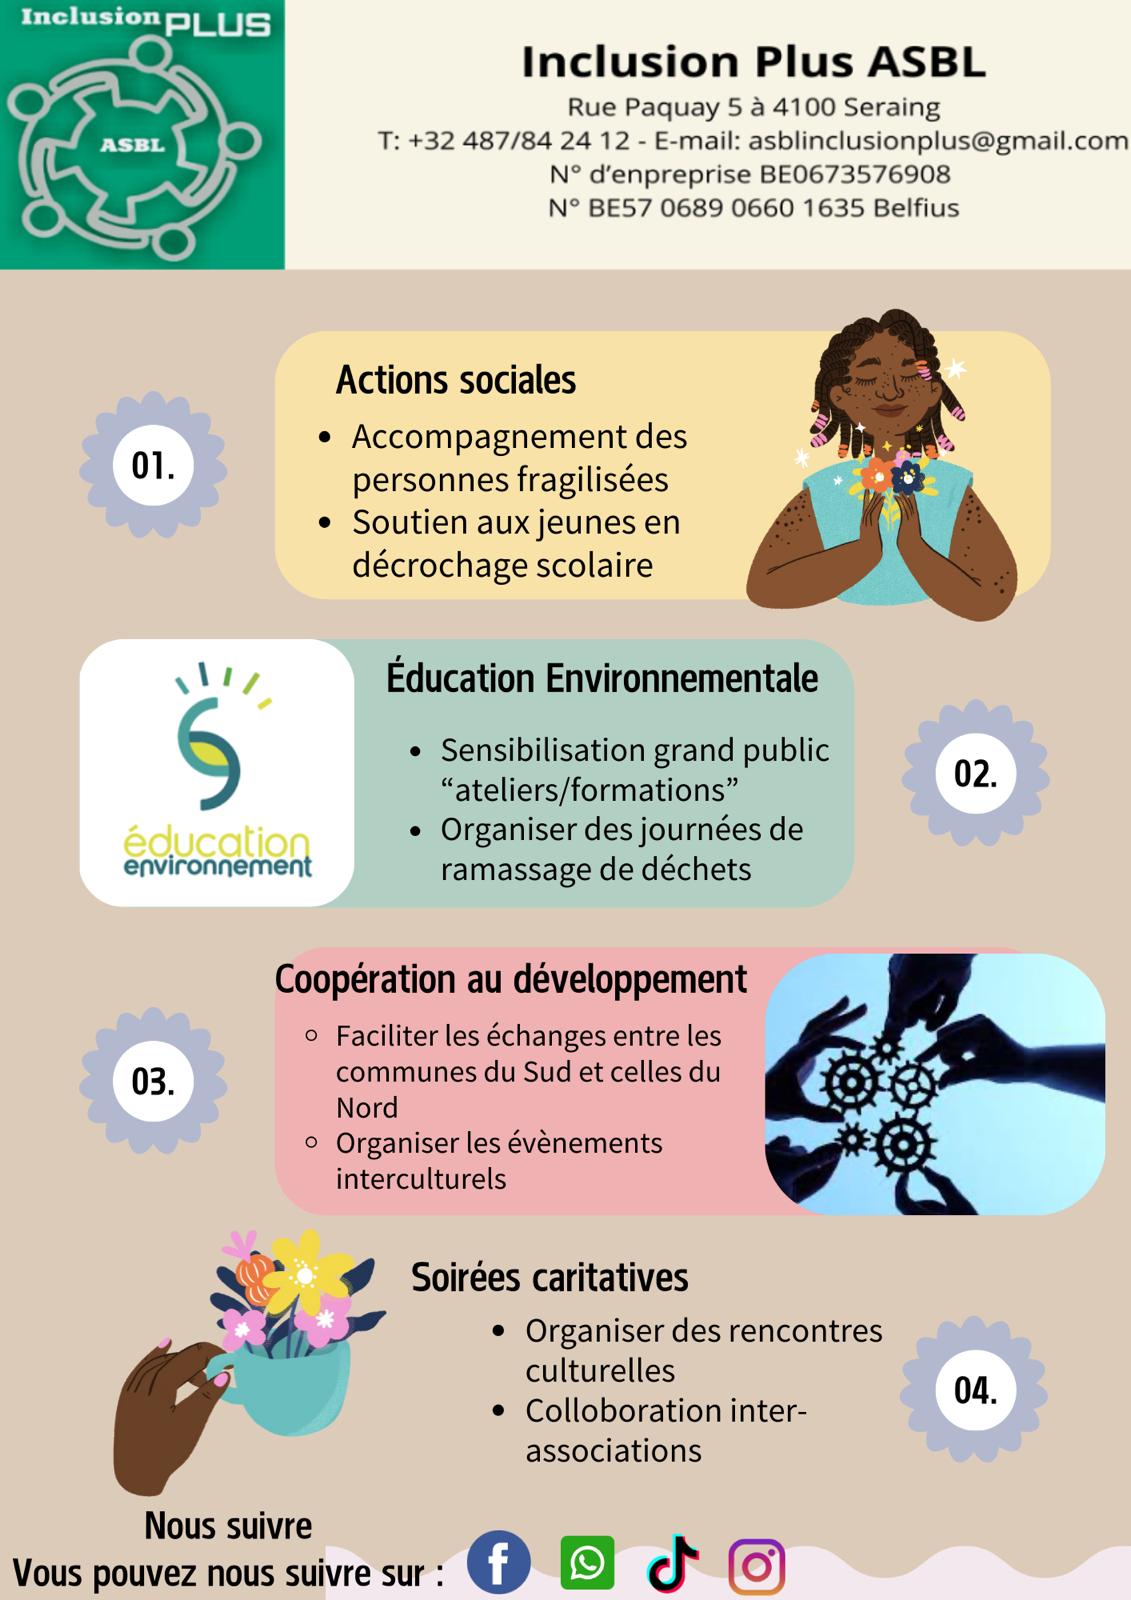 Inclusion PLUS
ASBL
Inclusion Plus ASBL
Rue Paquay 5 à 4100 Seraing
T: +32 487/84 24 12 - E-mail: asblinclusionplus@gmail.com
N° d’enpreprise BE0673576908
N° BE57 0689 0660 1635 Belfius
01.
Actions sociales
• Accompagnement des
personnes fragilisées
• Soutien aux jeunes en
décrochage scolaire
éducation
environnement
Éducation Environnementale
• Sensibilisation grand public
“ateliers/formations”
• Organiser des journées de
ramassage de déchets
02.
03.
Coopération au développement
◦ Faciliter les échanges entre les
communes du Sud et celles du
Nord
◦ Organiser les évènements
interculturels
Soirées caritatives
• Organiser des rencontres
culturelles
• Colloboration inter-
associations
04.
Nous suivre
Vous pouvez nous suivre sur :